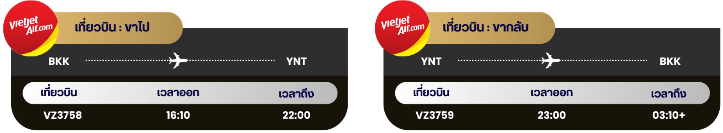 vietjet Air.com
เที่ยวบิน : ขาไป
BKK YNT
เที่ยวบิน เวลาออก เวลาถึง
VZ3758 16:10 22:00
vietjet Air.com
เที่ยวบิน : ขากลับ
YNT BKK
เที่ยวบิน เวลาออก เวลาถึง
VZ3759 23:00 03:10+